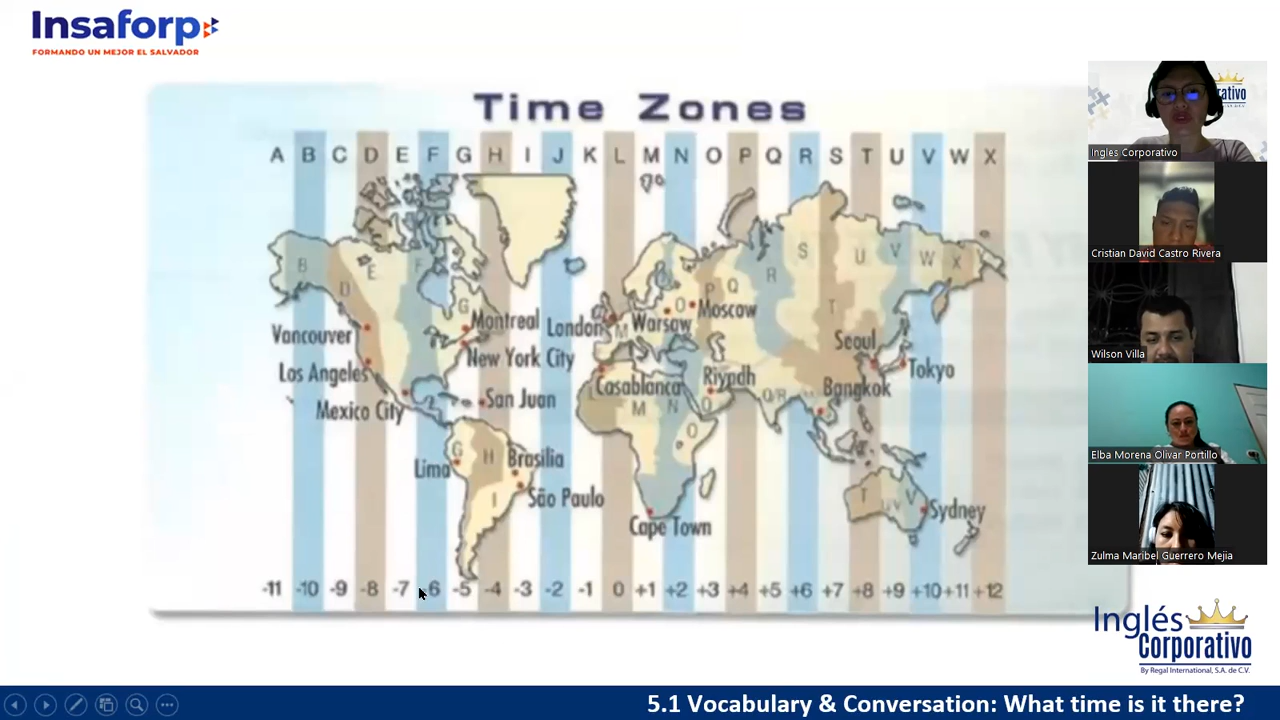 Insaforp
FORMANDO UN MEJOR EL SALVADOR
Time Zones
A B C D E F G H I J K L M N O P Q R S T U V W X
B
D
E
F
G
Vancouver
Los Angeles
Mexico City
Montreal
New York City
San Juan
Lima
G
H
I
Brasilia
São Paulo
London
M
Warsaw
O
Moscow
P
Q
R
S
T
U
V
W
X
Casablanca
M
N
O
O
Riyadh
Q/R
Cape Town
Seoul
Tokyo
Bangkok
T
U/V
V
Sydney
-11 -10 -9 -8 -7 -6 -5 -4 -3 -2 -1 0 +1 +2 +3 +4 +5 +6 +7 +8 +9 +10 +11 +12
rativo
Ingles Corporativo
Cristian David Castro Rivera
Wilson Villa
Elba Morena Olivar Portillo
Zulma Maribel Guerrero Mejia
Inglés
Corporativo
By Regal International, S.A. de C.V.
5.1 Vocabulary & Conversation: What time is it there?